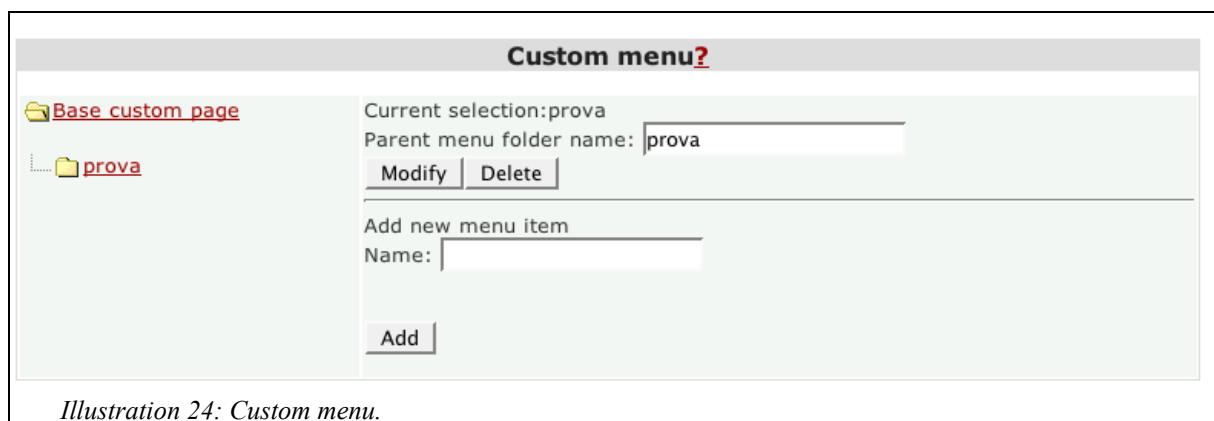 Custom menu?
Base custom page
prova
Current selection:prova
Parent menu folder name: prova
Modify Delete
Add new menu item
Name:
Add
Illustration 24: Custom menu.